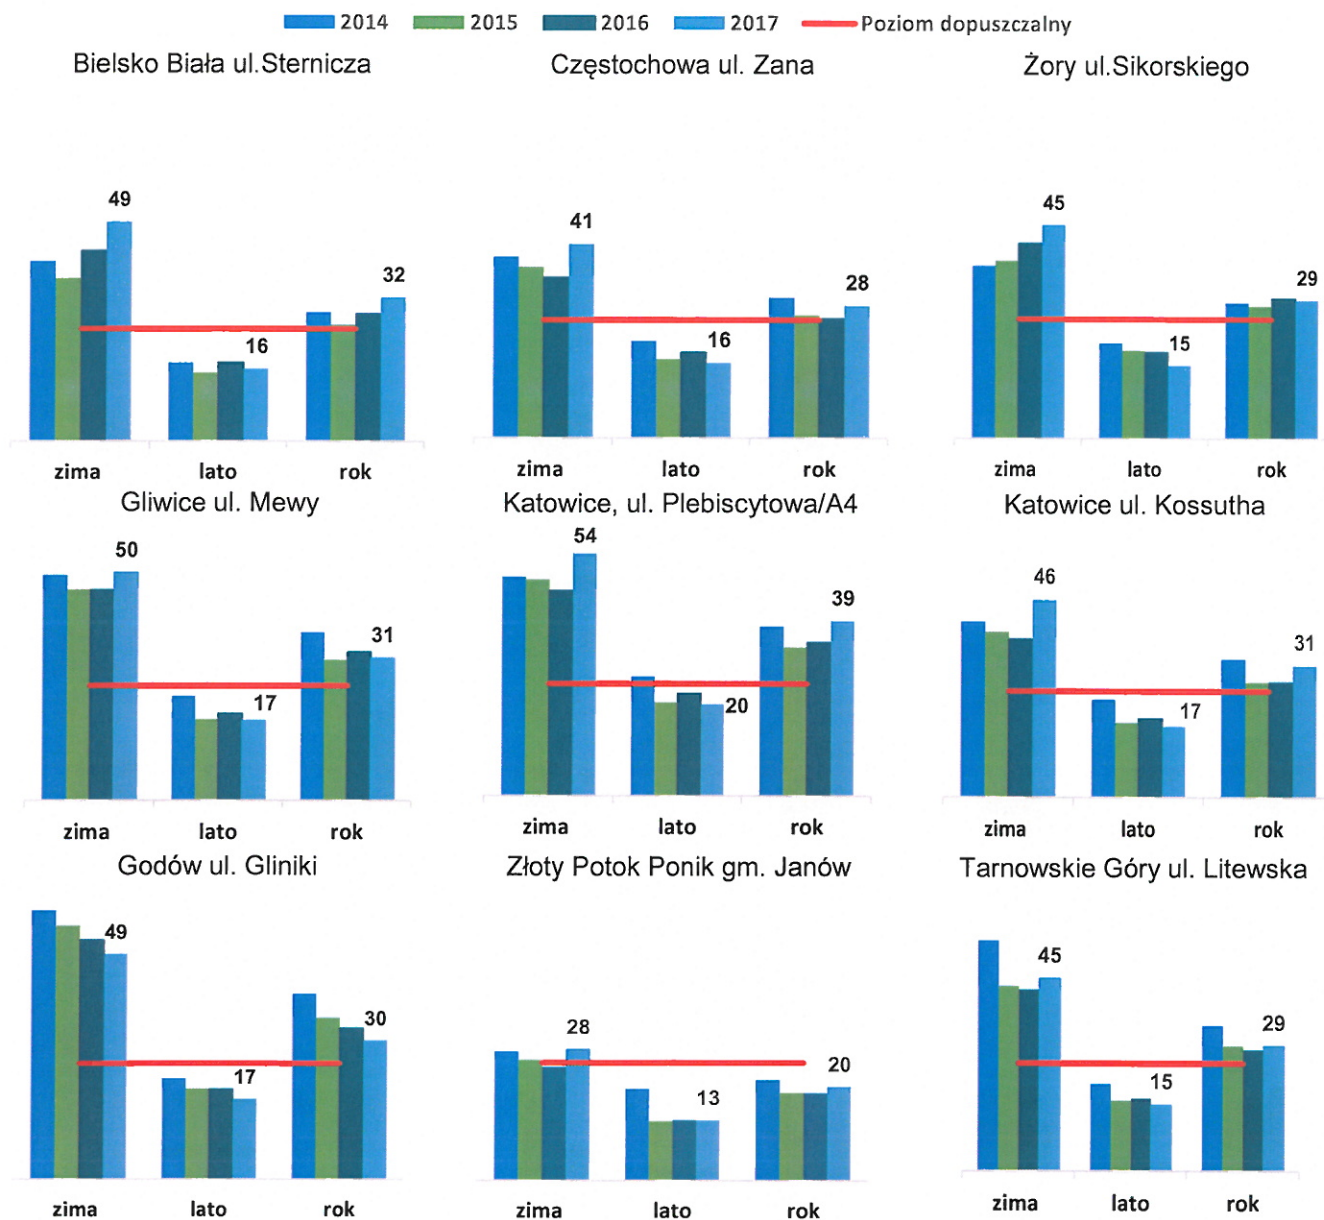 2014 2015 2016 2017 Poziom dopuszczalny
Bielsko Biała ul.Sternicza
49
16
32
zima lato rok
Częstochowa ul. Zana
41
16
28
zima lato rok
Żory ul.Sikorskiego
45
15
29
zima lato rok
Gliwice ul. Mewy
50
17
31
zima lato rok
Katowice, ul. Plebiscytowa/A4
54
20
39
zima lato rok
Katowice ul. Kossutha
46
17
31
zima lato rok
Godów ul. Gliniki
49
17
30
zima lato rok
Złoty Potok Ponik gm. Janów
28
13
20
zima lato rok
Tarnowskie Góry ul. Litewska
45
15
29
zima lato rok